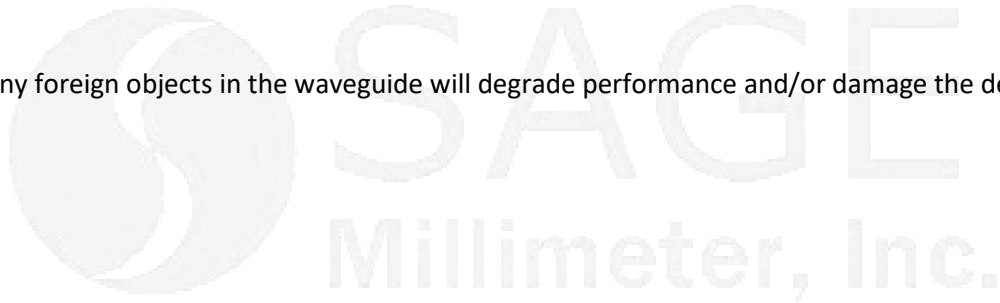 ny foreign objects in the waveguide will degrade performance and/or damage the de
SAGE
Millimeter, Inc.